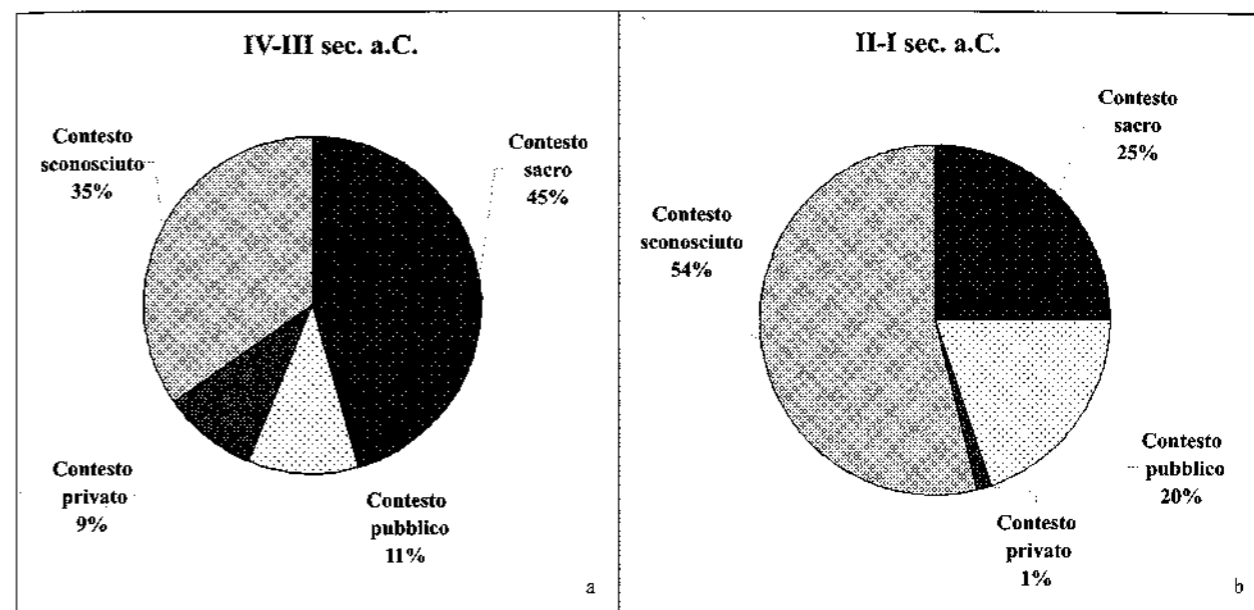 IV-III sec. a.C.
Contesto
sconosciuto
35%
Contesto
sacro
45%
Contesto
privato
9%
Contesto
pubblico
11%
a
II-I sec. a.C.
Contesto
sacro
25%
Contesto
sconosciuto
54%
Contesto
pubblico
20%
Contesto
privato
1%
b